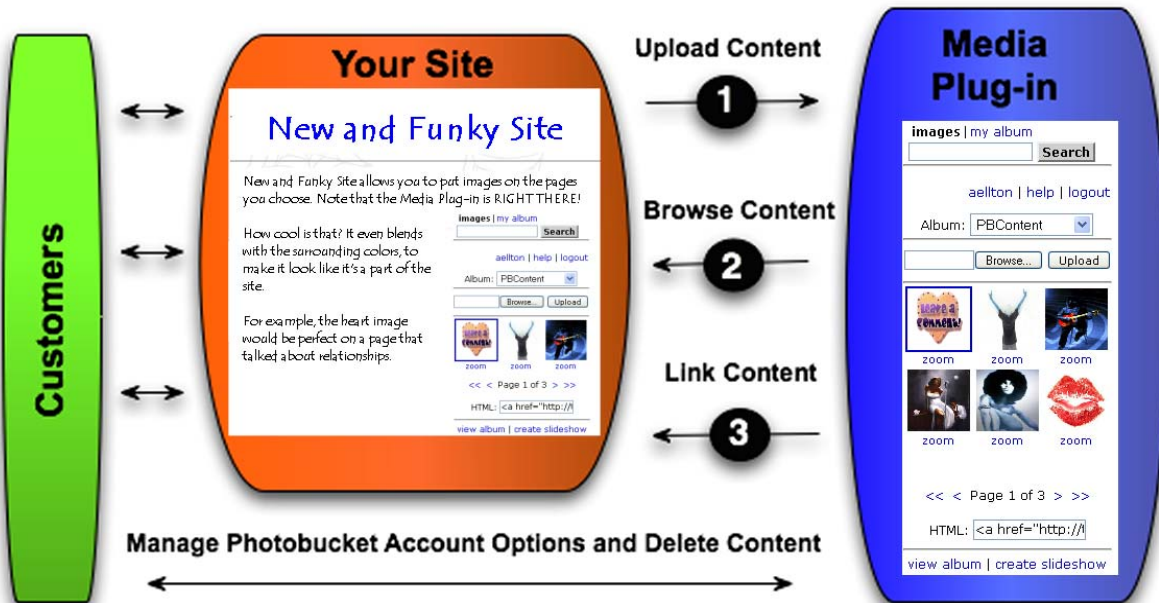 Customers
Your Site
New and Funky Site
New and Funky Site allows you to put images on the pages
you choose. Note that the Media Plug-in is RIGHT THERE!
How cool is that? It even blends
with the surrounding colors, to
make it look like it's a part of the
site.
For example, the heart image
would be perfect on a page that
talked about relationships.
images | my album
Search
aellton | help | logout
Album: PBContent
Browse... Upload
LEAVE A
COMMENT!
zoom zoom zoom
<< < Page 1 of 3 > >>
HTML: <a href="http://t
view album | create slideshow
Upload Content
1
Browse Content
2
Link Content
3
Manage Photobucket Account Options and Delete Content
Media
Plug-in
images | my album
Search
aellton | help | logout
Album: PBContent
Browse... Upload
LEAVE A
COMMENT!
zoom zoom zoom
zoom zoom zoom
<< < Page 1 of 3 > >>
HTML: <a href="http://t
view album | create slideshow